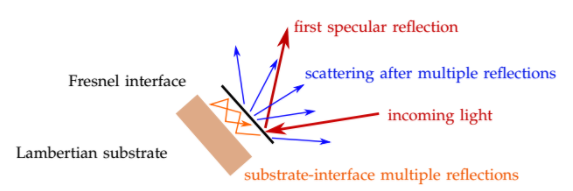 first specular reflection
Fresnel interface
scattering after multiple reflections
incoming light
Lambertian substrate
substrate-interface multiple reflections